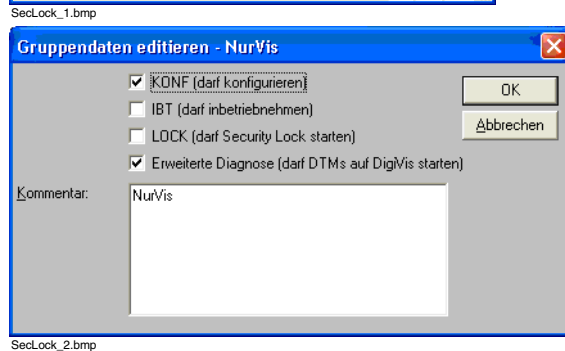 SecLock_1.bmp
Gruppendaten editieren - NurVis
KONF (darf konfigurieren)
OK
IBT (darf inbetriebnehmen)
LOCK (darf Security Lock starten)
Abbrechen
Erweiterte Diagnose (darf DTMs auf DigiVis starten)
Kommentar:
NurVis
SecLock_2.bmp